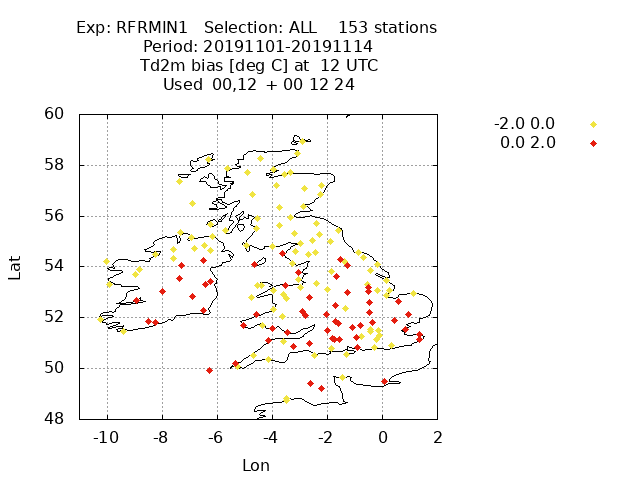 Exp: RFRMIN1   Selection: ALL    153 stations
Period: 20191101-20191114
Td2m bias [deg C] at  12 UTC
Used  00,12  + 00 12 24
-2.0 0.0
0.0 2.0
60
58
56
54
52
50
48
Lat
-10 -8 -6 -4 -2 0 2
Lon